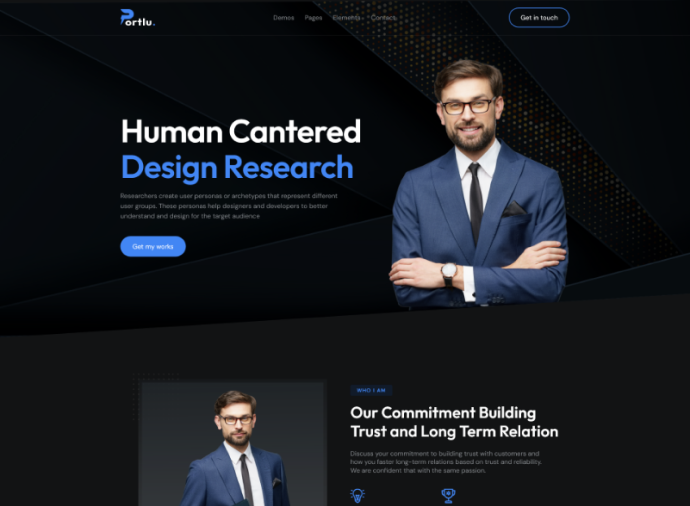 Portlu.
Demos Pages Elements Contact
Get in touch
Human Cantered
Design Research
Researchers create user personas or archetypes that represent different
user groups. These personas help designers and developers to better
understand and design for the target audience
Get my works
WHO I AM
Our Commitment Building
Trust and Long Term Relation
Discuss your commitment to building trust with customers and
how you foster long-term relations based on trust and reliability.
We are confident that with the same passion.